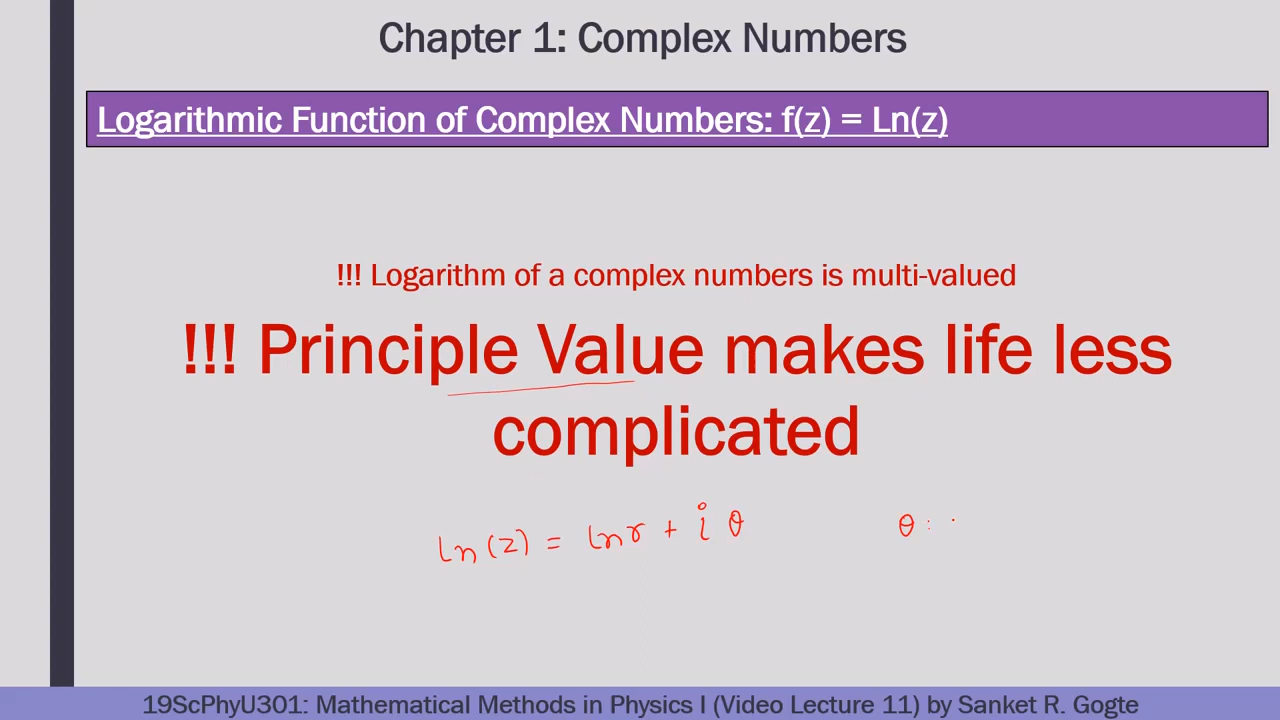 Chapter 1: Complex Numbers
Logarithmic Function of Complex Numbers: f(z) = Ln(z)
!!! Logarithm of a complex numbers is multi-valued
!!! Principle Value makes life less
complicated
ln(z) = ln r + i θ θ :
19ScPhyU301: Mathematical Methods in Physics I (Video Lecture 11) by Sanket R. Gogte